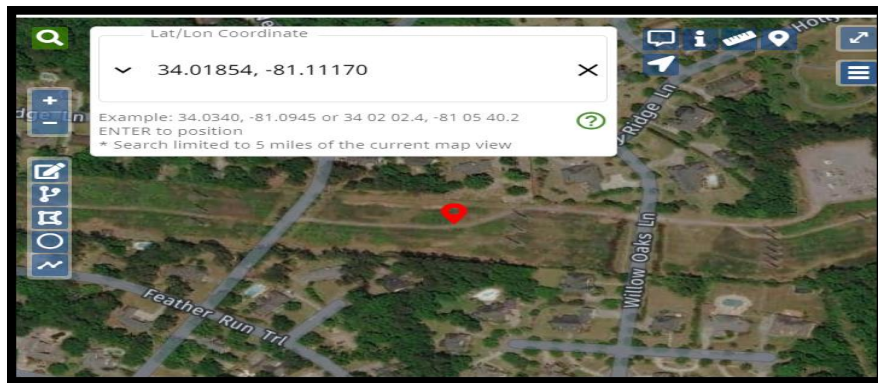 Lat/Lon Coordinate
34.01854, -81.11170
Example: 34.0340, -81.0945 or 34 02 02.4, -81 05 40.2
ENTER to position
* Search limited to 5 miles of the current map view
Ridge Ln
Feather Run Trl
Willow Oaks Ln